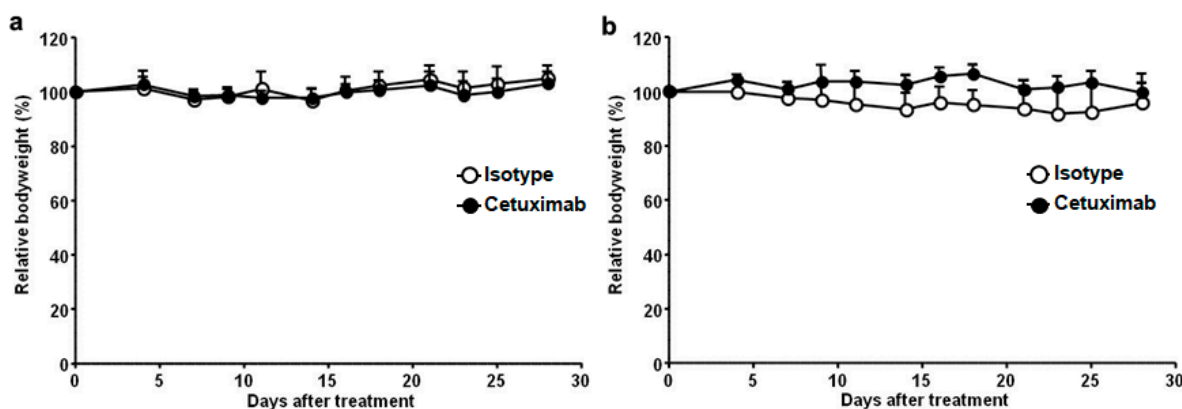 a
120
100
80
60
40
20
0
Relative bodyweight (%)
Isotype
Cetuximab
0 5 10 15 20 25 30
Days after treatment
b
120
100
80
60
40
20
0
Relative bodyweight (%)
Isotype
Cetuximab
0 5 10 15 20 25 30
Days after treatment